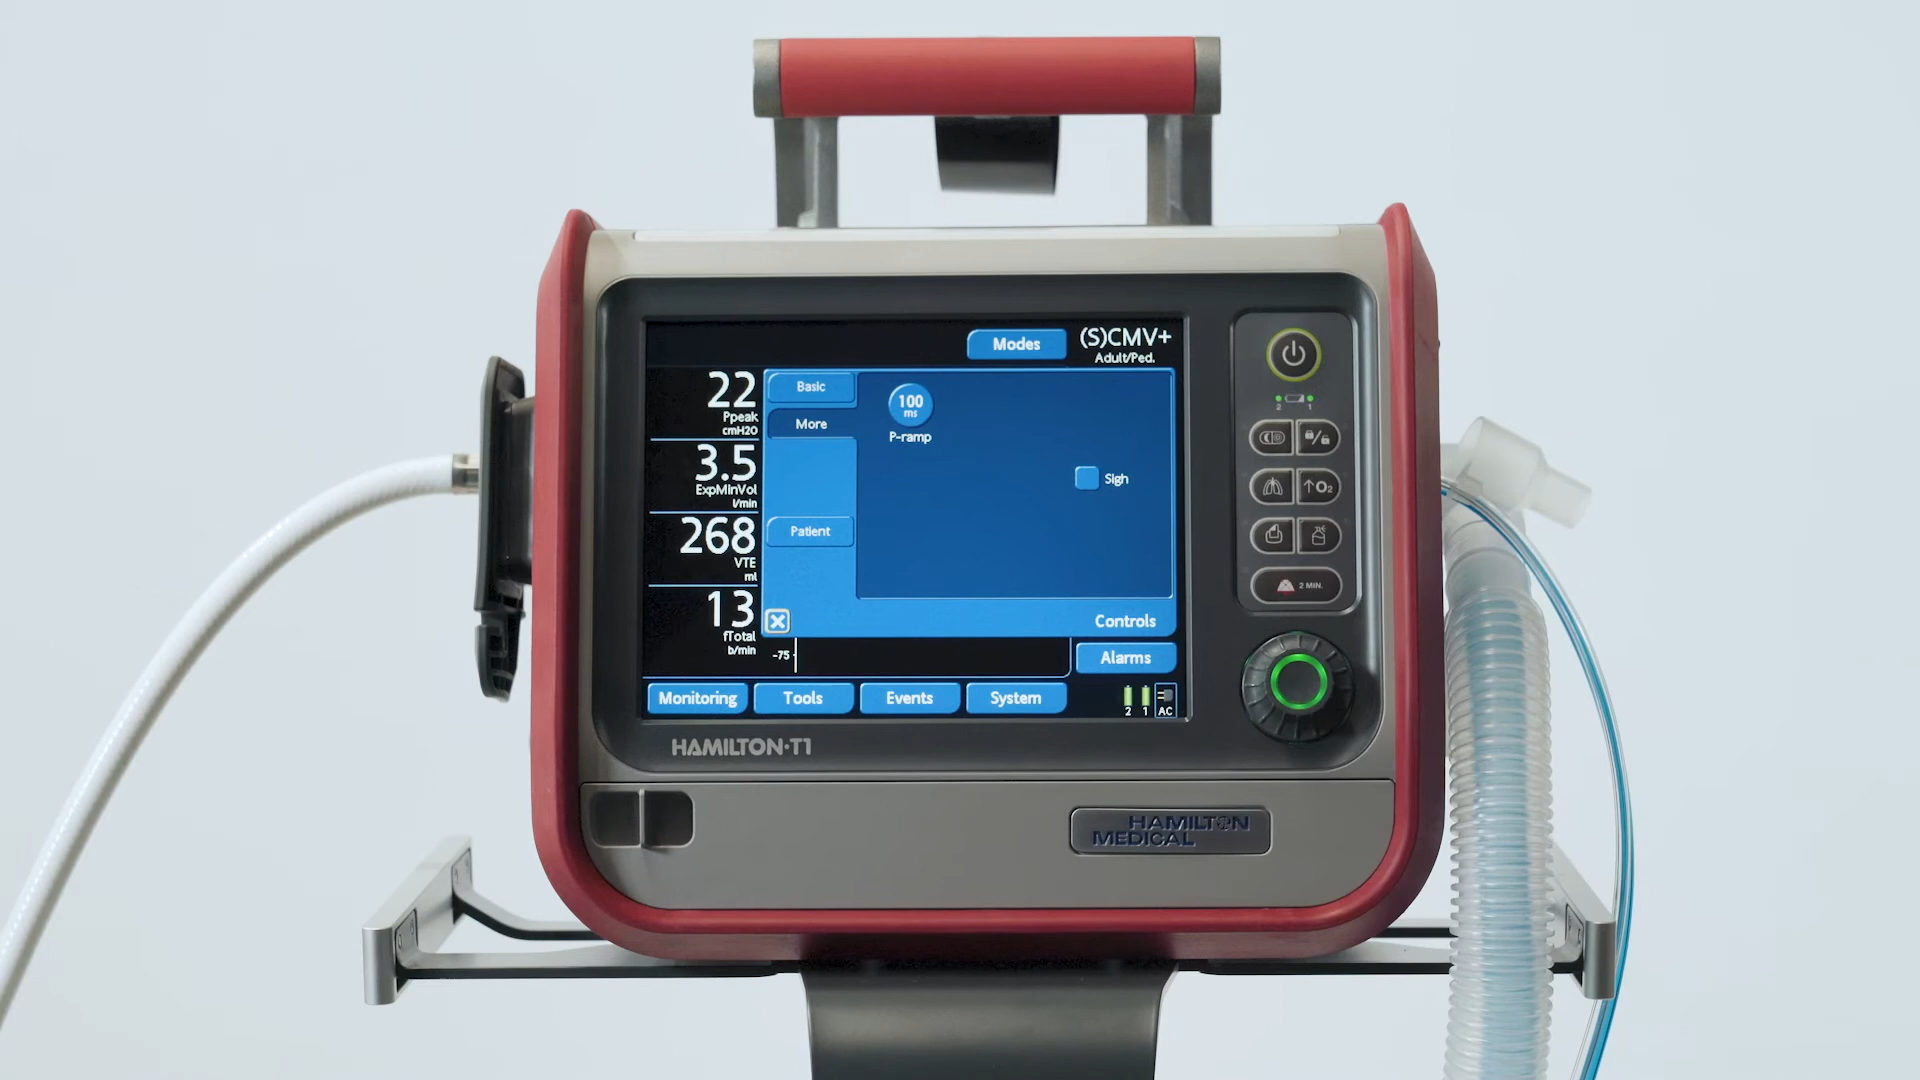 Modes
(S)CMV+
Adult/Ped.
22
Ppeak
cmH2O
3.5
ExpMinVol
l/min
268
VTE
ml
13
fTotal
b/min
Basic
More
Patient
100
ms
P-ramp
Sigh
Controls
-75
Alarms
Monitoring
Tools
Events
System
2
1
AC
2
1
↑O₂
2 MIN.
HAMILTON·T1
HAMILTON
MEDICAL